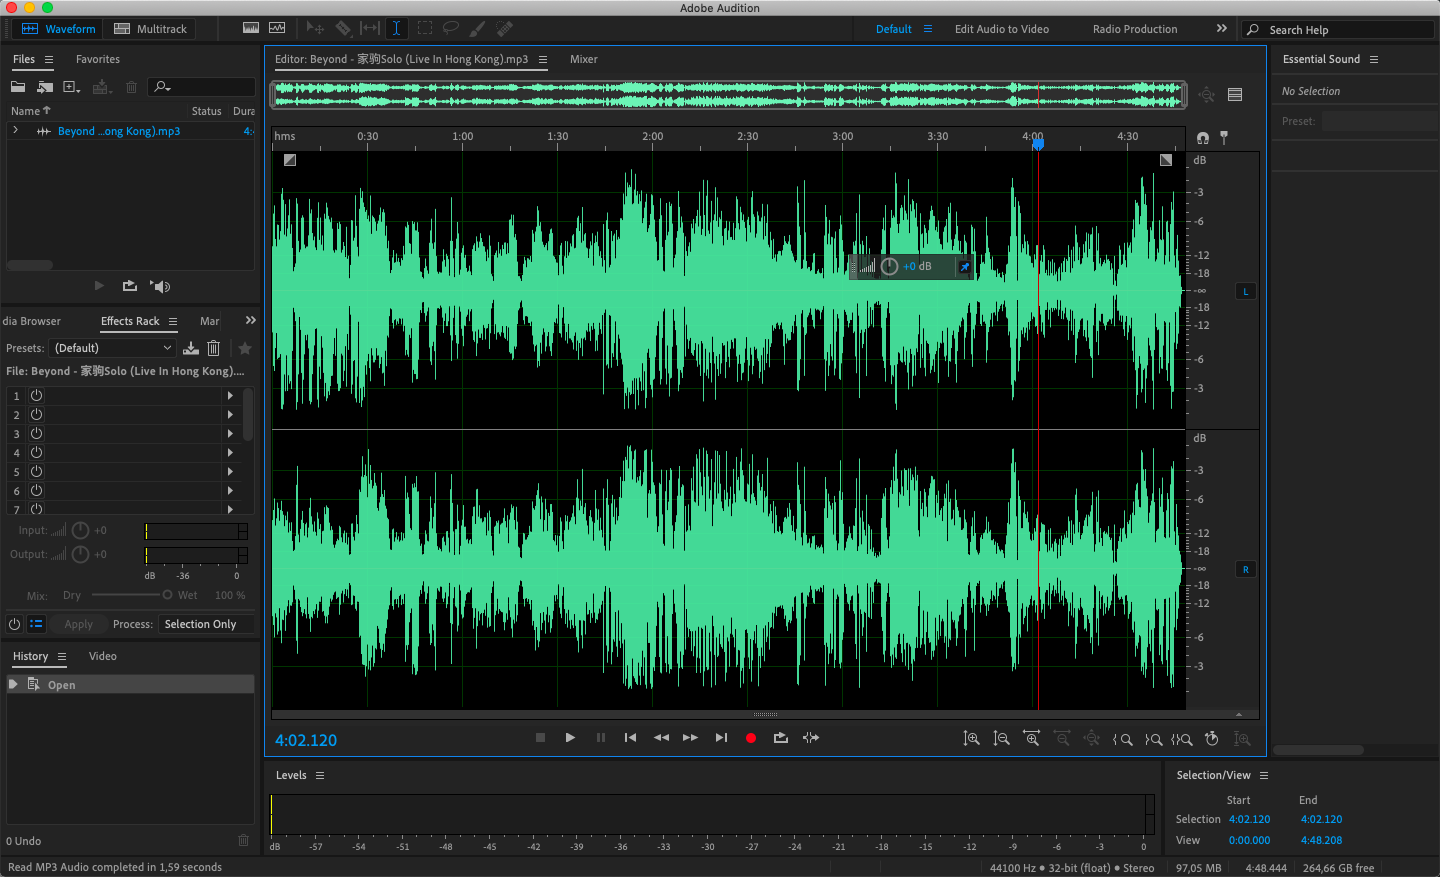 Adobe Audition
Waveform Multitrack
Default Edit Audio to Video Radio Production Search Help
Files Favorites
Name Status Dura
Beyond ...ong Kong).mp3 4:
dia Browser Effects Rack Mar
Presets: (Default)
File: Beyond - 家驹Solo (Live In Hong Kong)....
1
2
3
4
5
6
7
Input: +0
Output: +0
dB -36 0
Mix: Dry Wet 100 %
Apply Process: Selection Only
History Video
Open
0 Undo
Editor: Beyond - 家驹Solo (Live In Hong Kong).mp3 Mixer
hms 0:30 1:00 1:30 2:00 2:30 3:00 3:30 4:00 4:30
dB
-3
-6
-12
-18
-∞
-18
-12
-6
-3
L
+0 dB
dB
-3
-6
-12
-18
-∞
-18
-12
-6
-3
R
4:02.120
Levels
dB -57 -54 -51 -48 -45 -42 -39 -36 -33 -30 -27 -24 -21 -18 -15 -12 -9 -6 -3 0
Essential Sound
No Selection
Preset:
Selection/View
Start End
Selection 4:02.120 4:02.120
View 0:00.000 4:48.208
Read MP3 Audio completed in 1,59 seconds 44100 Hz ● 32-bit (float) ● Stereo 97,05 MB 4:48.444 264,66 GB free